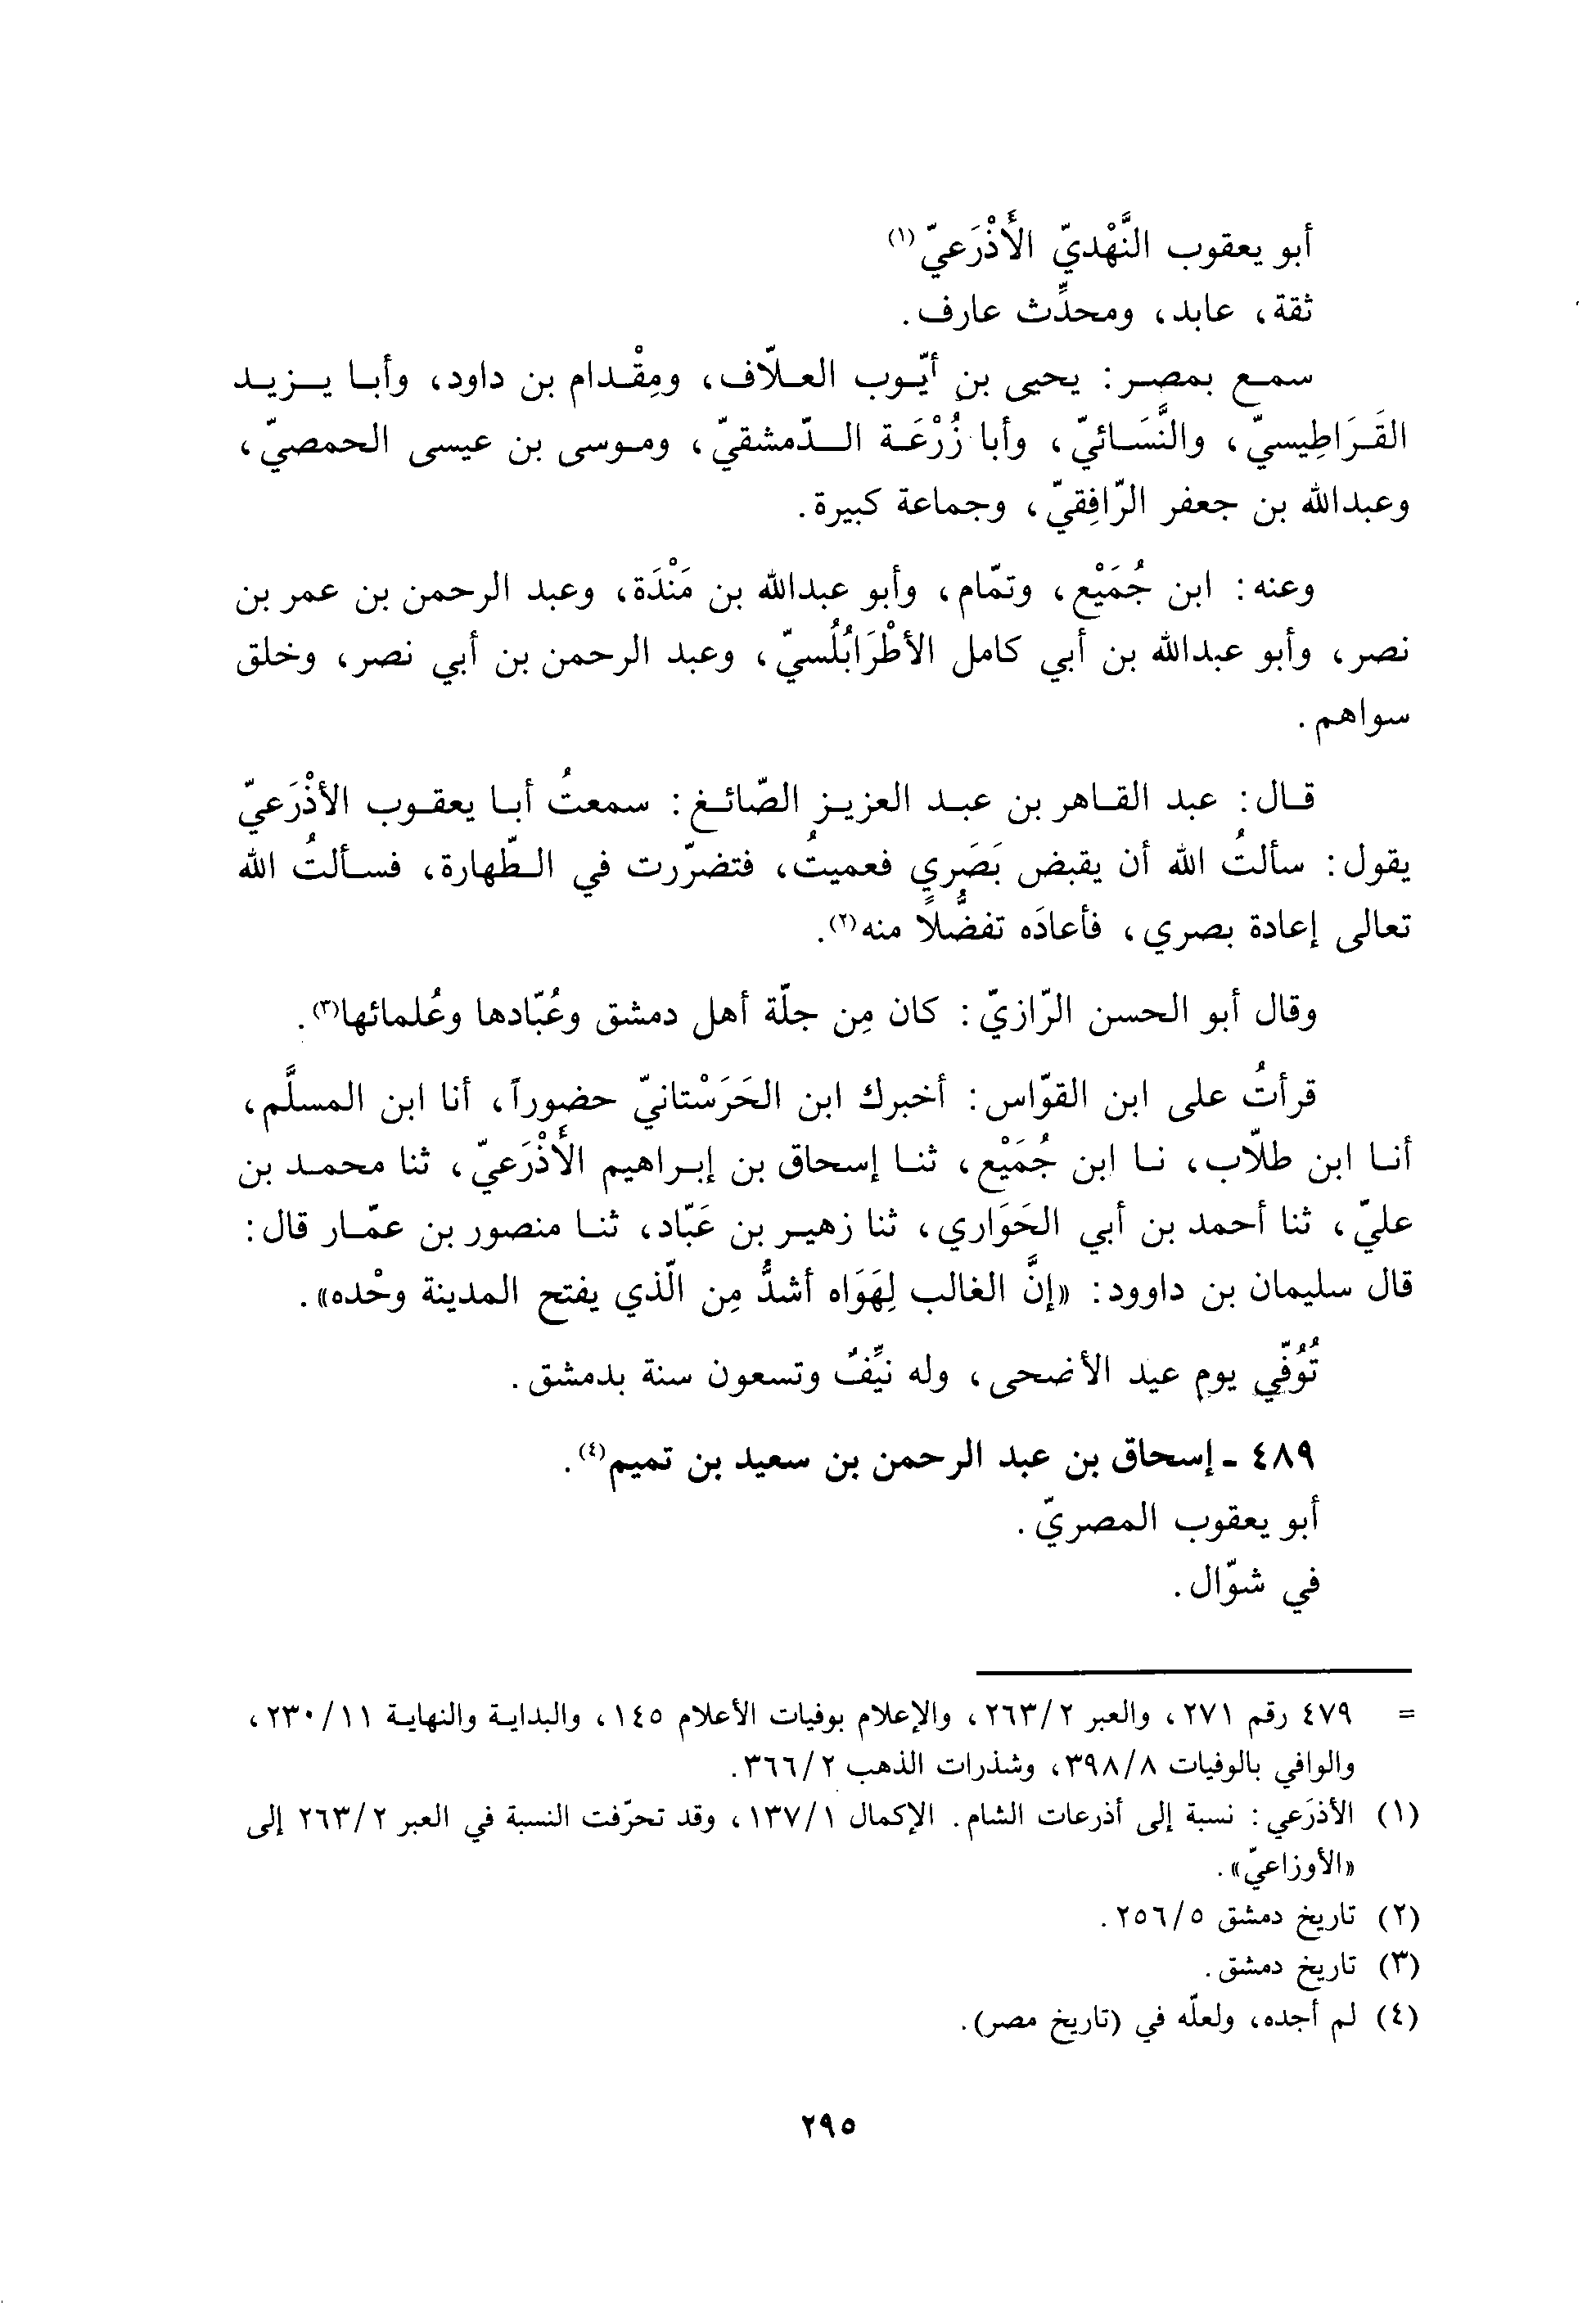 أبو يعقوب النَّهْديّ الأَذْرَعيّ(١)
ثقة، عابد، ومحدِّث عارف.
سمع بمصر: يحيى بن أيّوب العلّاف، ومِقْدام بن داود، وأبا يزيد
القَرَاطِيسيّ، والنَّسَائيّ، وأبا زُرْعَة الدّمشقيّ، وموسى بن عيسى الحمصيّ،
وعبدالله بن جعفر الرّافِقيّ، وجماعة كبيرة.
وعنه: ابن جُمَيْع، وتمّام، وأبو عبدالله بن مَنْدَة، وعبد الرحمن بن عمر بن
نصر، وأبو عبدالله بن أبي كامل الأطْرَابُلُسيّ، وعبد الرحمن بن أبي نصر، وخلق
سواهم.
قال: عبد القاهر بن عبد العزيز الصّائغ: سمعتُ أبا يعقوب الأذْرَعيّ
يقول: سألتُ الله أن يقبض بَصَرِي فعميتُ، فتضرّرت في الطّهارة، فسألتُ الله
تعالى إعادة بصري، فأعادَه تفضُّلًا منه(٢).
وقال أبو الحسن الرّازيّ: كان مِن جلّة أهل دمشق وعُبّادها وعُلمائها(٣).
قرأتُ على ابن القوّاس: أخبرك ابن الحَرَسْتانيّ حضوراً، أنا ابن المسلَّم،
أنا ابن طلّاب، نا ابن جُمَيْع، ثنا إسحاق بن إبراهيم الأَذْرَعيّ، ثنا محمد بن
عليّ، ثنا أحمد بن أبي الحَوَاري، ثنا زهير بن عَبّاد، ثنا منصور بن عمّار قال:
قال سليمان بن داوود: «إنَّ الغالب لِهَوَاه أشدُّ مِن الّذي يفتح المدينة وحْده».
تُوُفّي يوم عيد الأضحى، وله نيِّفٌ وتسعون سنة بدمشق.
٤٨٩ - إسحاق بن عبد الرحمن بن سعيد بن تميم(٤).
أبو يعقوب المصريّ.
في شوّال.
= ٤٧٩ رقم ٢٧١، والعبر ٢/٢٦٣، والإعلام بوفيات الأعلام ١٤٥، والبداية والنهاية ١١/٢٣٠،
والوافي بالوفيات ٨/٣٩٨، وشذرات الذهب ٢/٣٦٦.
(١) الأذرَعي: نسبة إلى أذرعات الشام. الإكمال ١/١٣٧، وقد تحرّفت النسبة في العبر ٢/٢٦٣ إلى
«الأوزاعيّ».
(٢) تاريخ دمشق ٥/٢٥٦.
(٣) تاريخ دمشق.
(٤) لم أجده، ولعلّه في (تاريخ مصر).
٢٩٥